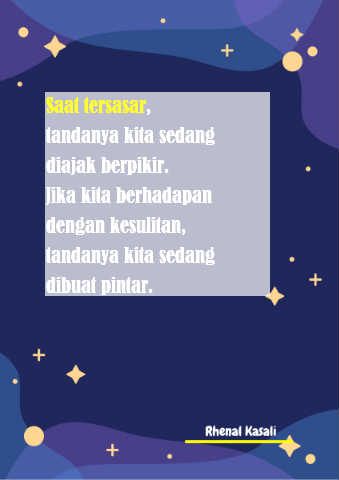 Saat tersasar,
tandanya kita sedang
diajak berpikir.
Jika kita berhadapan
dengan kesulitan,
tandanya kita sedang
dibuat pintar.
Rhenal Kasali